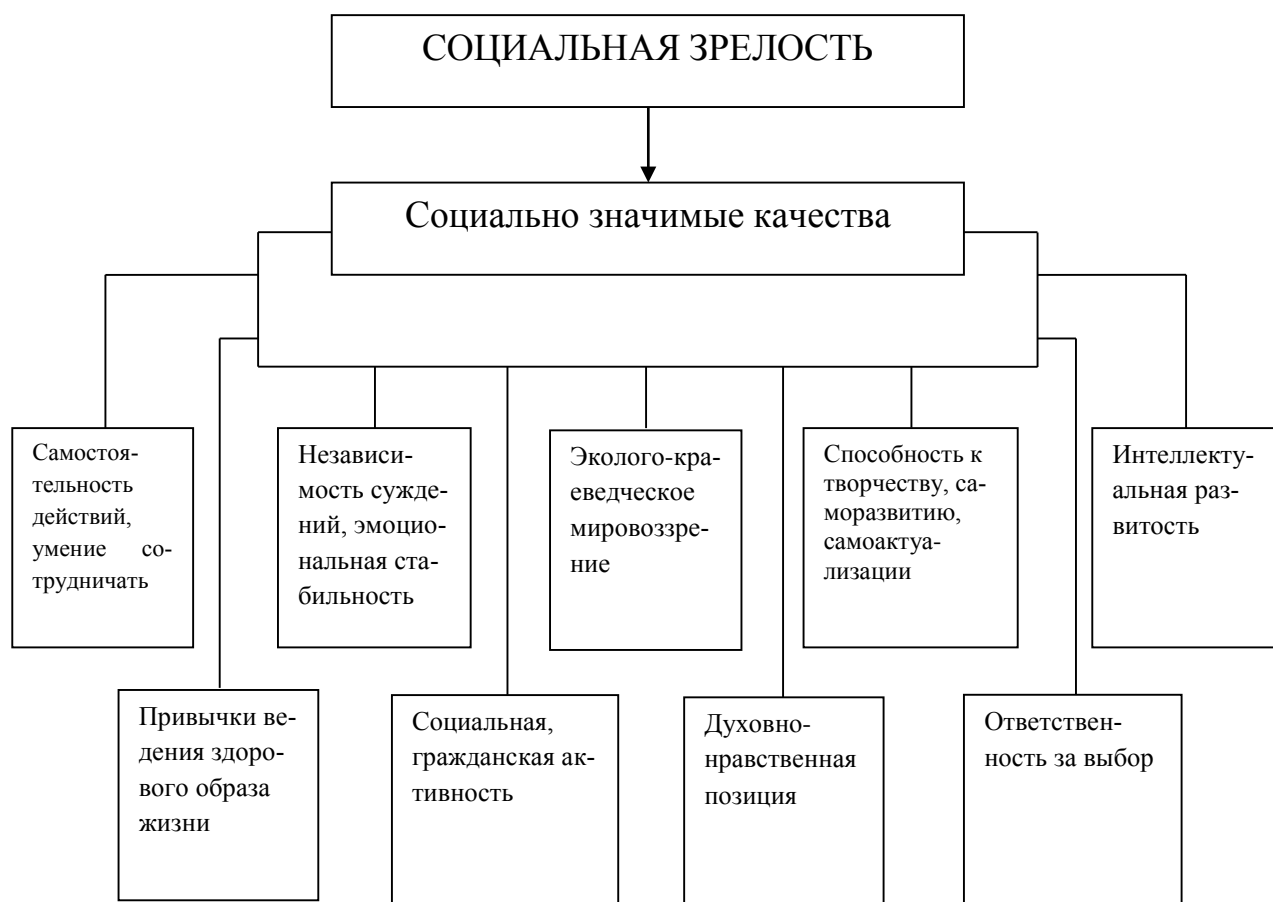 СОЦИАЛЬНАЯ ЗРЕЛОСТЬ
Социально значимые качества
Самостоя-
тельность
действий,
умение со-
трудничать
Независи-
мость сужде-
ний, эмоцио-
нальная ста-
бильность
Эколого-кра-
еведческое
мировоззре-
ние
Способность к
творчеству, са-
моразвитию,
самоактуа-
лизации
Интеллекту-
альная раз-
витость
Привычки ве-
дения здоро-
вого образа
жизни
Социальная,
гражданская ак-
тивность
Духовно-
нравственная
позиция
Ответствен-
ность за выбор